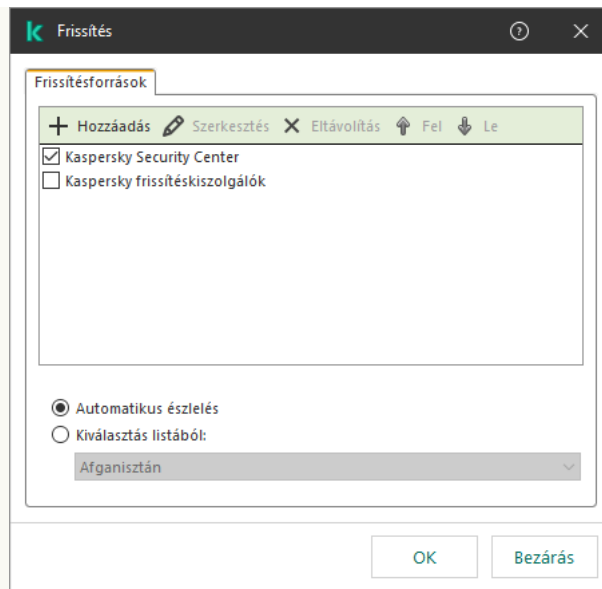 Frissítés
Frissítésforrások
Hozzáadás Szerkesztés Eltávolítás Fel Le
Kaspersky Security Center
Kaspersky frissítéskiszolgálók
Automatikus észlelés
Kiválasztás listából:
Afganisztán
OK Bezárás